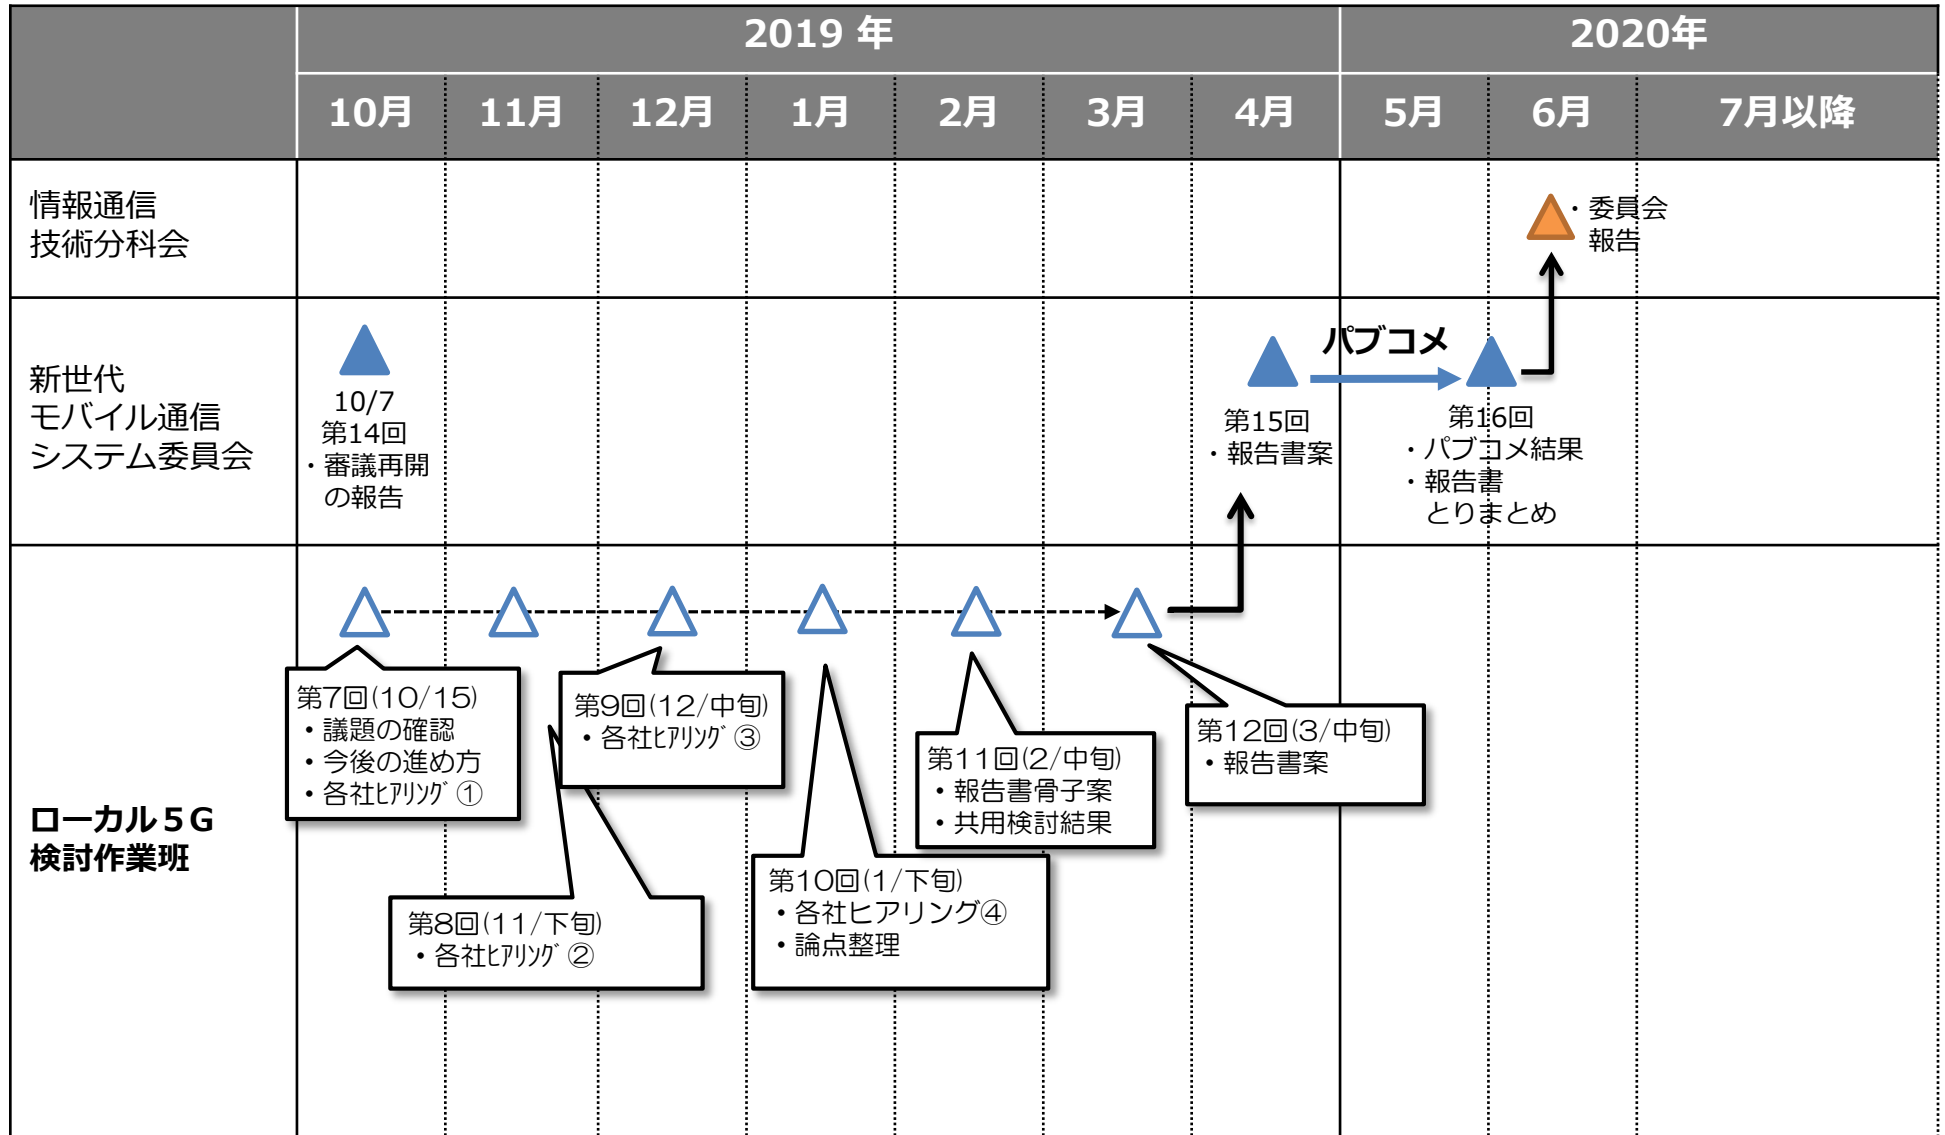 2019 年
2020年
10月
11月
12月
1月
2月
3月
4月
5月
6月
7月以降
情報通信
技術分科会
・委員会
報告
新世代
モバイル通信
システム委員会
10/7
第14回
・審議再開
の報告
第15回
・報告書案
パブコメ
第16回
・パブコメ結果
・報告書
とりまとめ
ローカル５G
検討作業班
第7回(10/15)
・議題の確認
・今後の進め方
・各社ﾋｱﾘﾝｸﾞ①
第8回(11/下旬)
・各社ﾋｱﾘﾝｸﾞ②
第9回(12/中旬)
・各社ﾋｱﾘﾝｸﾞ③
第10回(1/下旬)
・各社ヒアリング④
・論点整理
第11回(2/中旬)
・報告書骨子案
・共用検討結果
第12回(3/中旬)
・報告書案